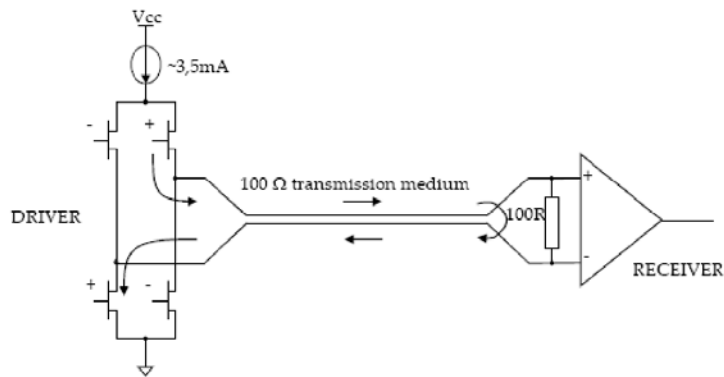 Vcc
~3,5mA
- +
100 Ω transmission medium
100R
+
DRIVER
-
RECEIVER
+ -